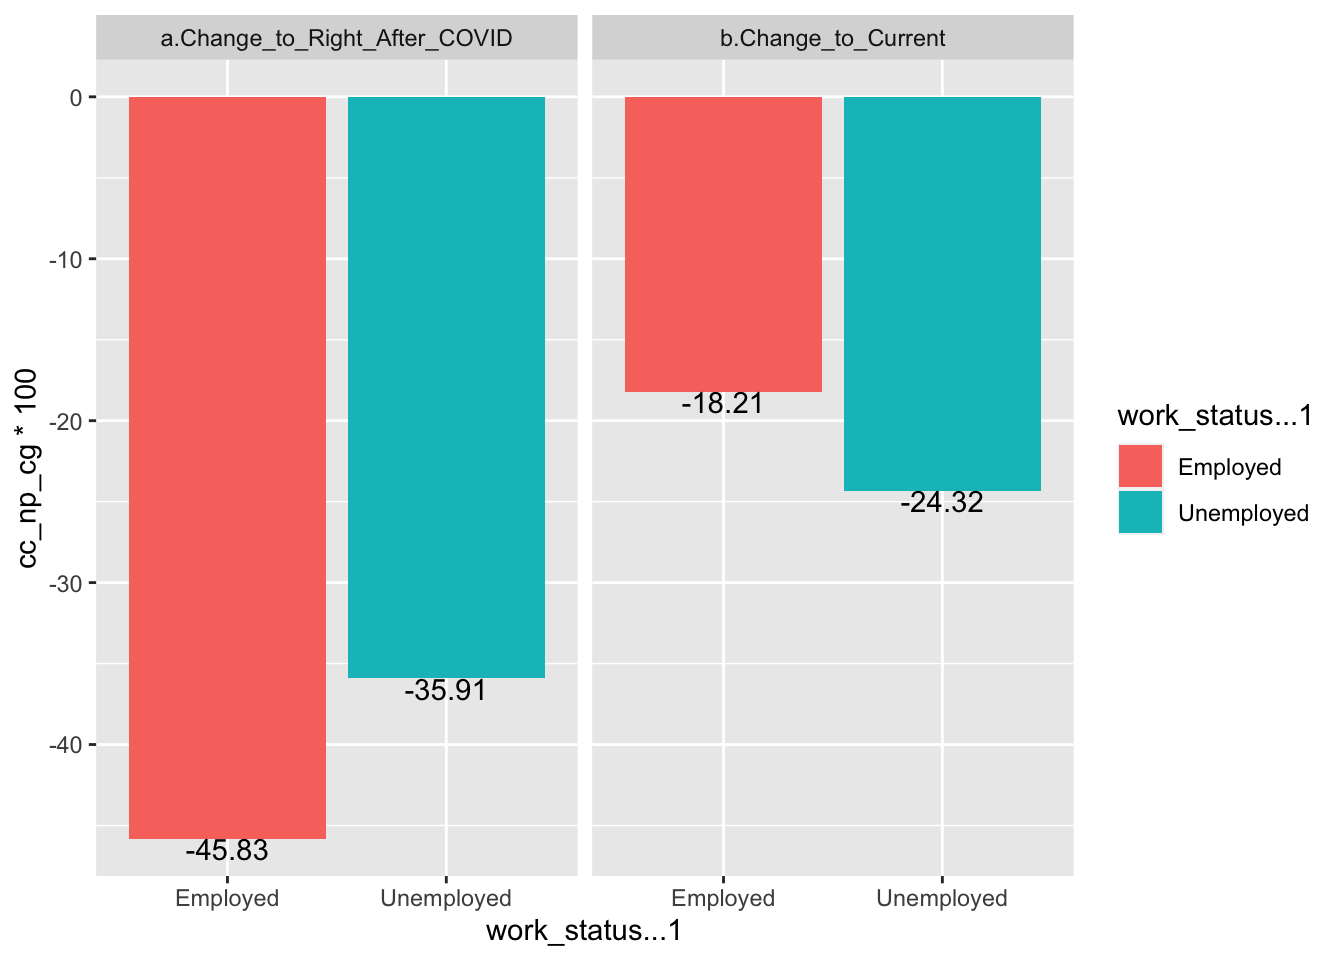 a.Change_to_Right_After_COVID
b.Change_to_Current
cc_np_cg * 100
0
-10
-20
-30
-40
-45.83
-35.91
-18.21
-24.32
Employed
Unemployed
Employed
Unemployed
work_status...1
work_status...1
Employed
Unemployed